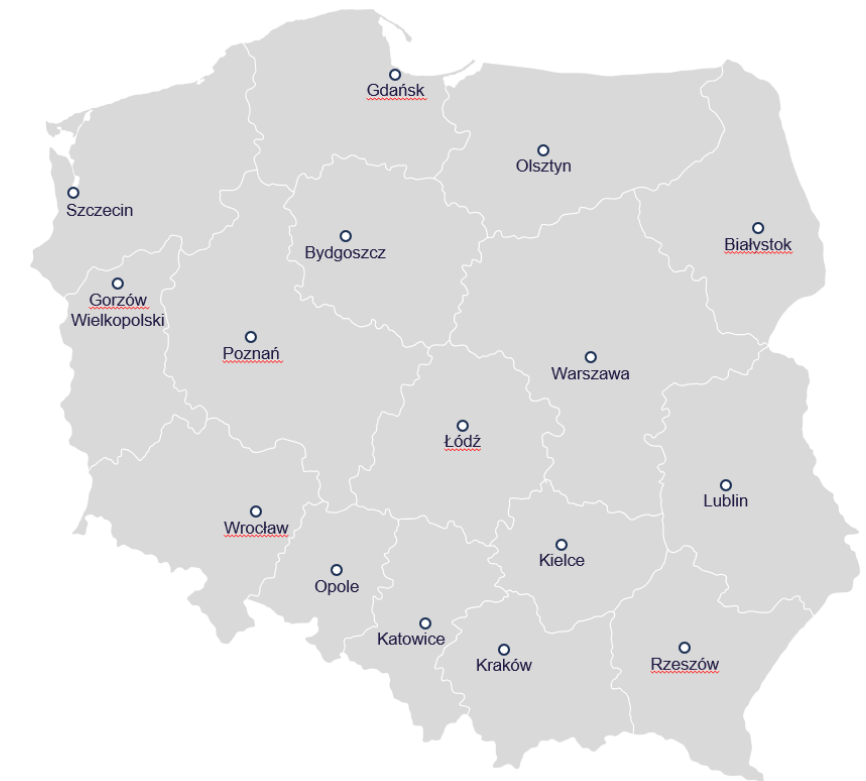 Gdańsk
Olsztyn
Szczecin
Białystok
Bydgoszcz
Gorzów
Wielkopolski
Poznań
Warszawa
Łódź
Lublin
Wrocław
Kielce
Opole
Katowice
Kraków
Rzeszów